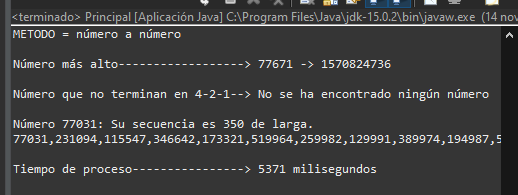 <terminado> Principal [Aplicación Java] C:\Program Files\Java\jdk-15.0.2\bin\javaw.exe (14 nov
METODO = número a número
Número más alto------------------> 77671 -> 1570824736
Número que no terminan en 4-2-1--> No se ha encontrado ningún número
Número 77031: Su secuencia es 350 de larga.
77031,231094,115547,346642,173321,519964,259982,129991,389974,194987,5
Tiempo de proceso----------------> 5371 milisegundos